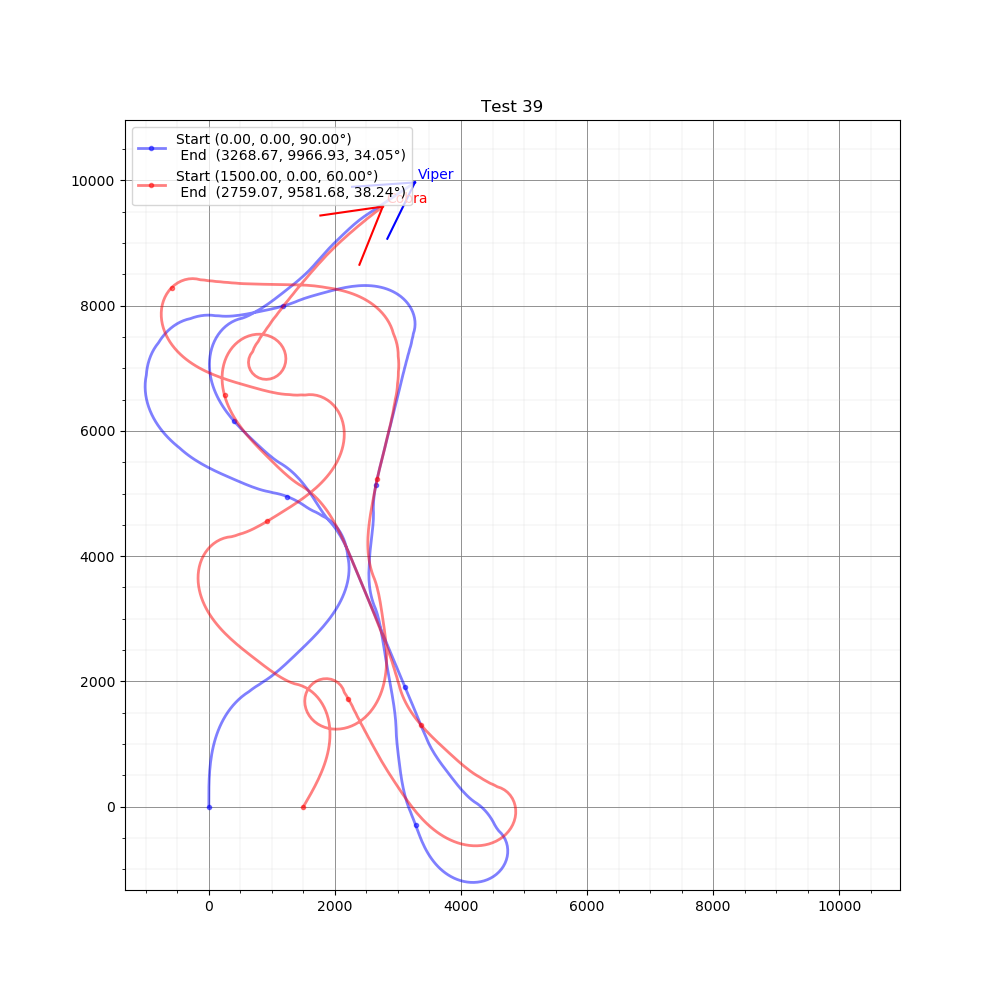 Test 39
Start (0.00, 0.00, 90.00°)
End (3268.67, 9966.93, 34.05°)
Start (1500.00, 0.00, 60.00°)
End (2759.07, 9581.68, 38.24°)
Viper
Cobra
10000
8000
6000
4000
2000
0
0
2000
4000
6000
8000
10000